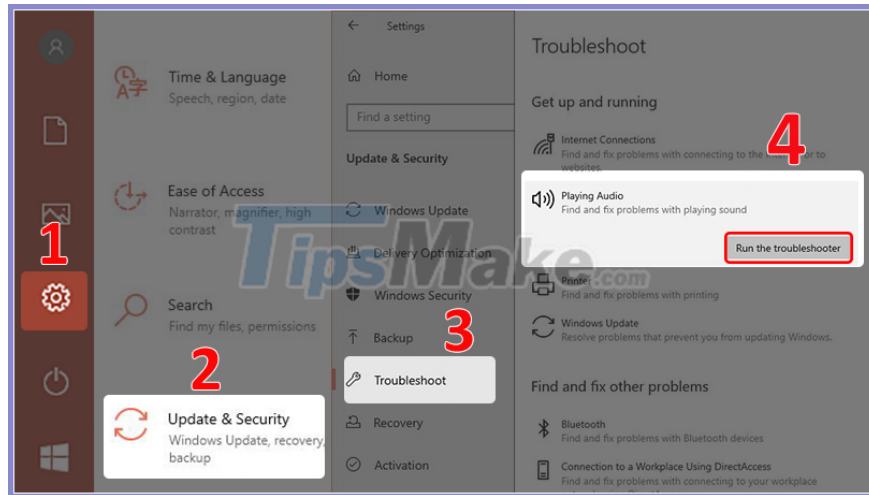 1
2
Time & Language
Speech, region, date
Ease of Access
Narrator, magnifier, high
contrast
Search
Find my files, permissions
Update & Security
Windows Update, recovery,
backup
3
Settings
Home
Find a setting
Update & Security
Windows Update
Delivery Optimization
Windows Security
Backup
Troubleshoot
Recovery
Activation
4
Troubleshoot
Get up and running
Internet Connections
Find and fix problems with connecting to the Internet or to
websites.
Playing Audio
Find and fix problems with playing sound
Run the troubleshooter
Printer
Find and fix problems with printing
Windows Update
Resolve problems that prevent you from updating Windows.
Find and fix other problems
Bluetooth
Find and fix problems with Bluetooth devices
Connection to a Workplace Using DirectAccess
Find and fix problems with connecting to your workplace
TipsMake.com